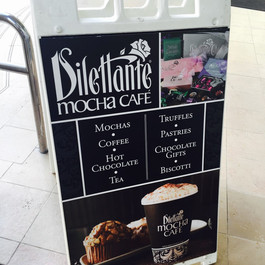 Dilettante
MOCHA CAFÉ
MOCHAS
•
COFFEE
•
HOT
CHOCOLATE
•
TEA
TRUFFLES
•
PASTRIES
•
CHOCOLATE
GIFTS
•
BISCOTTI
Dilettante
MOCHA
CAFÉ